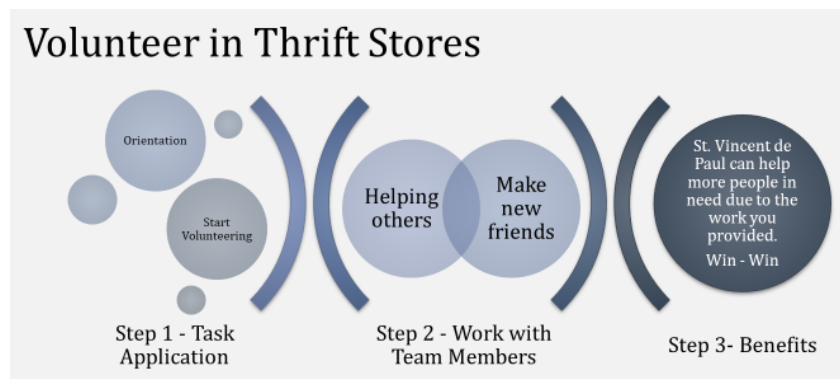 Volunteer in Thrift Stores
Orientation
Start
Volunteering
Step 1 - Task
Application
Helping
others
Make
new
friends
Step 2 - Work with
Team Members
St. Vincent de
Paul can help
more people in
need due to the
work you
provided.
Win - Win
Step 3- Benefits